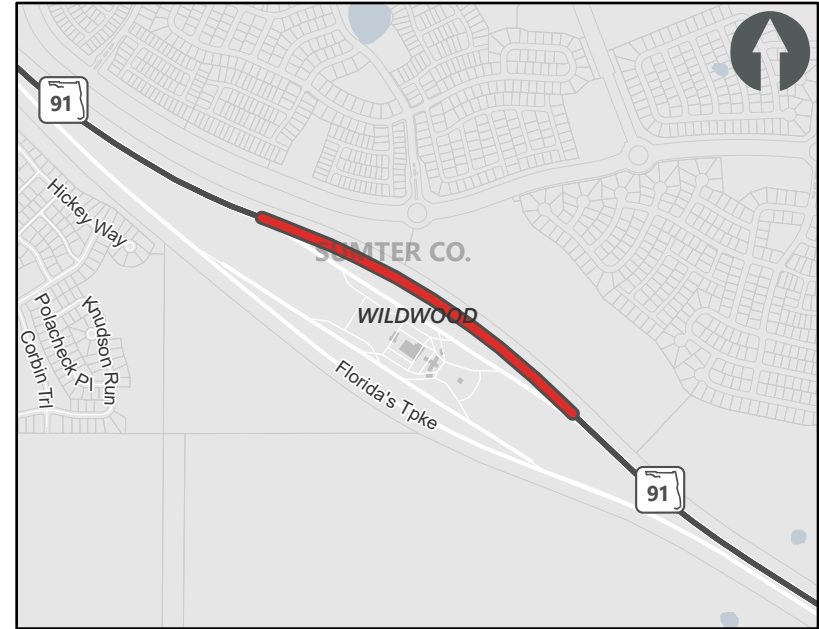 91
Hickey Way
SUMTER CO.
WILDWOOD
Knudson Run
Polacheck Pl
Corbin Trl
Florida's Tpke
91